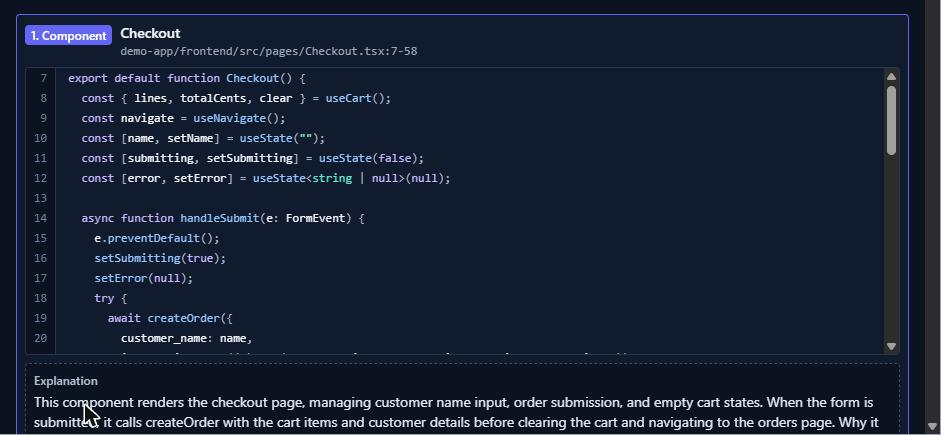 1. Component
Checkout
demo-app/frontend/src/pages/Checkout.tsx:7-58
7 export default function Checkout() {
8 const { lines, totalCents, clear } = useCart();
9 const navigate = useNavigate();
10 const [name, setName] = useState("");
11 const [submitting, setSubmitting] = useState(false);
12 const [error, setError] = useState<string | null>(null);
13
14 async function handleSubmit(e: FormEvent) {
15 e.preventDefault();
16 setSubmitting(true);
17 setError(null);
18 try {
19 await createOrder({
20 customer_name: name,
Explanation
This component renders the checkout page, managing customer name input, order submission, and empty cart states. When the form is
submitted, it calls createOrder with the cart items and customer details before clearing the cart and navigating to the orders page. Why it